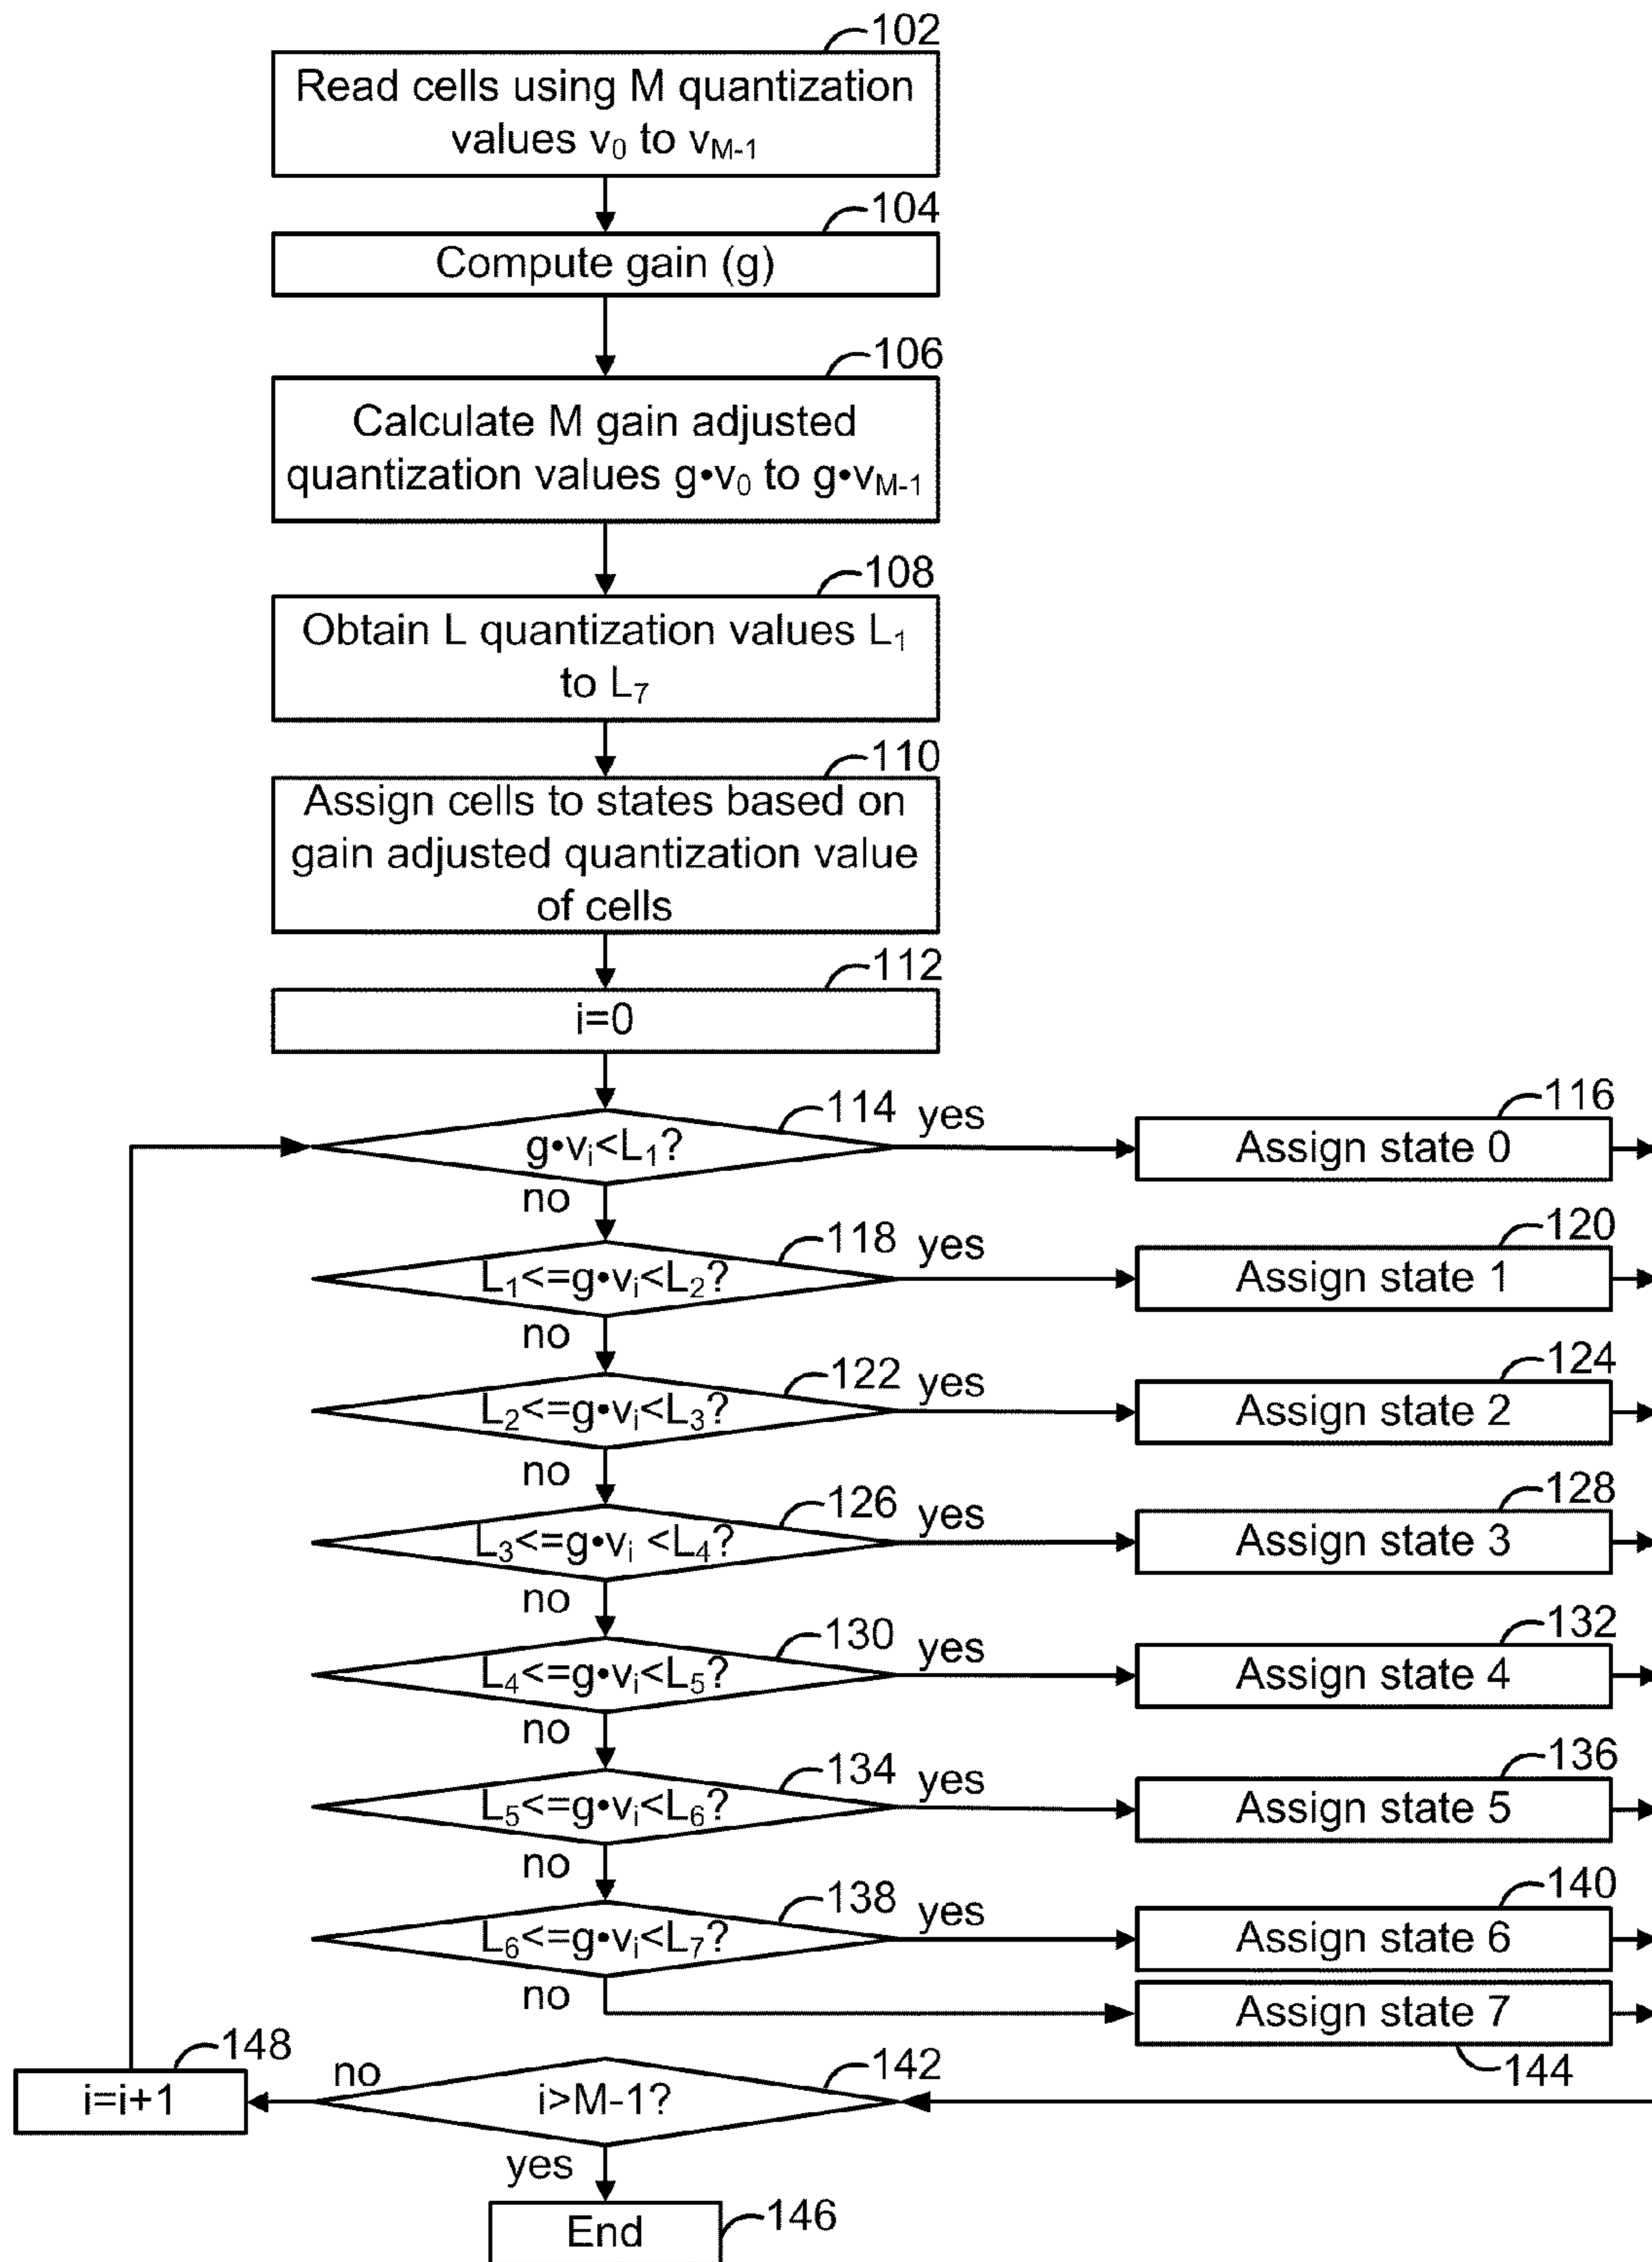 102
Read cells using M quantization
values v₀ to v_M-1
104
Compute gain (g)
106
Calculate M gain adjusted
quantization values g•v₀ to g•v_M-1
108
Obtain L quantization values L₁
to L₇
110
Assign cells to states based on
gain adjusted quantization value
of cells
112
i=0
114
g•vᵢ<L₁?
yes
116
Assign state 0
no
118
L₁<=g•vᵢ<L₂?
yes
120
Assign state 1
no
122
L₂<=g•vᵢ<L₃?
yes
124
Assign state 2
no
126
L₃<=g•vᵢ <L₄?
yes
128
Assign state 3
no
130
L₄<=g•vᵢ<L₅?
yes
132
Assign state 4
no
134
L₅<=g•vᵢ<L₆?
yes
136
Assign state 5
no
138
L₆<=g•vᵢ<L₇?
yes
140
Assign state 6
no
Assign state 7
144
148
i=i+1
no
142
i>M-1?
yes
146
End